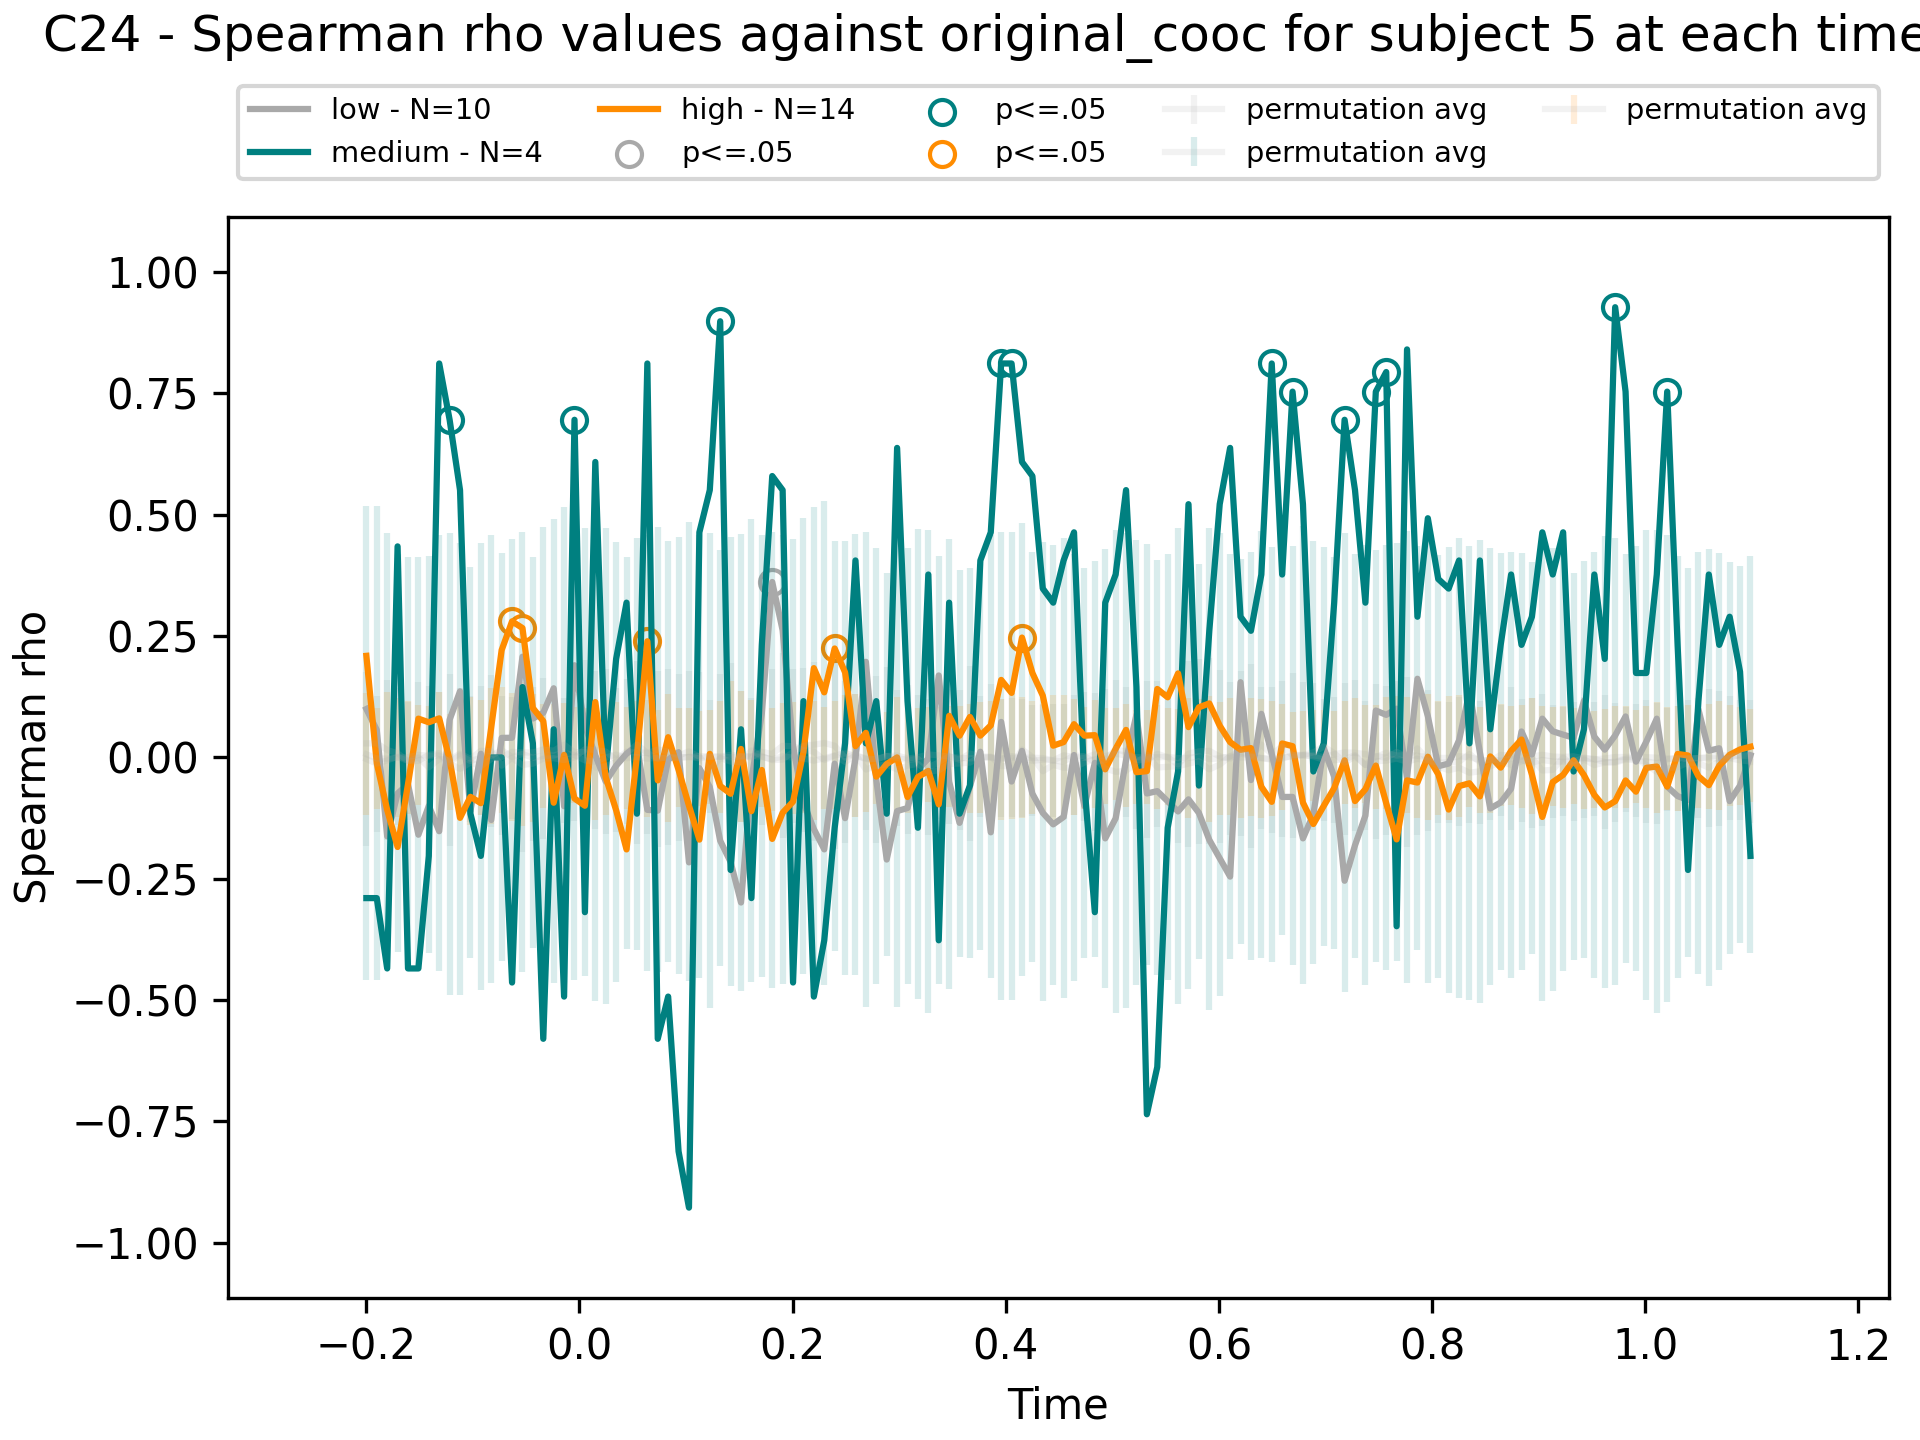 C24 - Spearman rho values against original_cooc for subject 5 at each time
low - N=10 high - N=14 p<=.05 permutation avg permutation avg
medium - N=4 p<=.05 p<=.05 permutation avg
1.00
0.75
0.50
0.25
0.00
−0.25
−0.50
−0.75
−1.00
Spearman rho
−0.2 0.0 0.2 0.4 0.6 0.8 1.0 1.2
Time